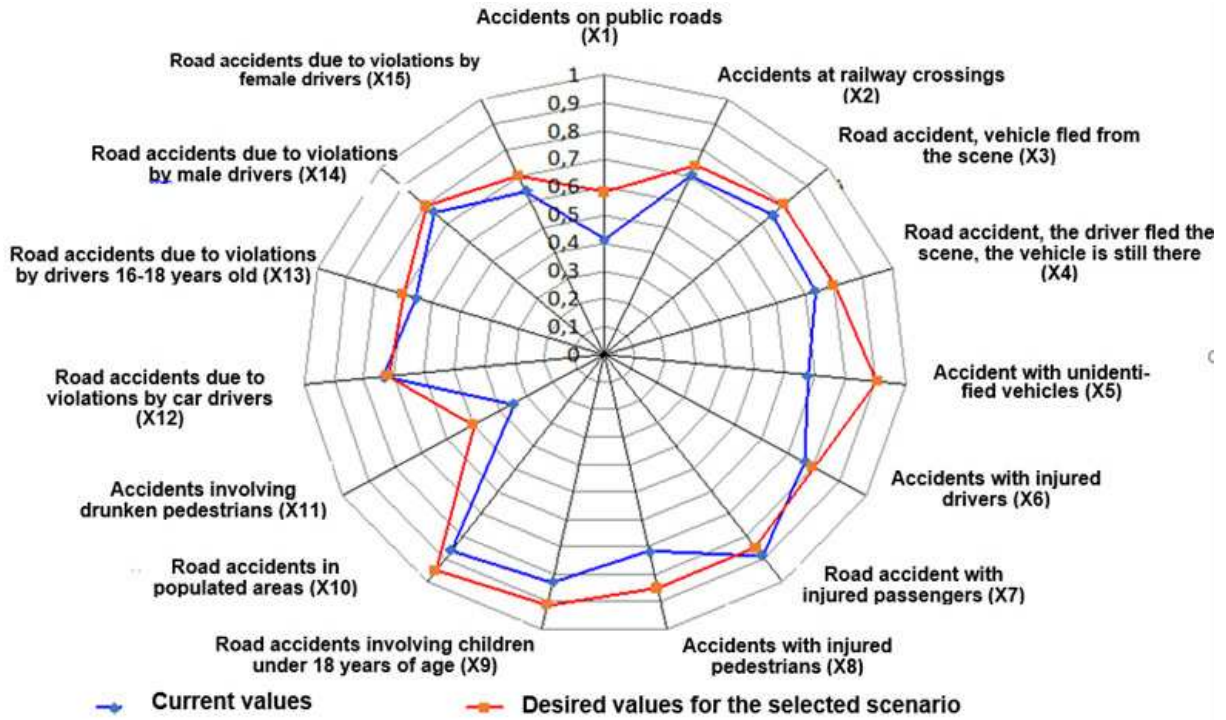 Accidents on public roads
(X1)
Accidents at railway crossings
(X2)
Road accident, vehicle fled from
the scene (X3)
Road accident, the driver fled the
scene, the vehicle is still there
(X4)
Accident with unidenti-
fied vehicles (X5)
Accidents with injured
drivers (X6)
Road accident with
injured passengers (X7)
Accidents with injured
pedestrians (X8)
Road accidents involving children
under 18 years of age (X9)
Road accidents in
populated areas (X10)
Accidents involving
drunken pedestrians (X11)
Road accidents due to
violations by car drivers
(X12)
Road accidents due to violations
by drivers 16-18 years old (X13)
Road accidents due to violations
by male drivers (X14)
Road accidents due to violations by
female drivers (X15)
1
0,9
0,8
0,7
0,6
0,5
0,4
0,3
0,2
0,1
0
Current values
Desired values for the selected scenario